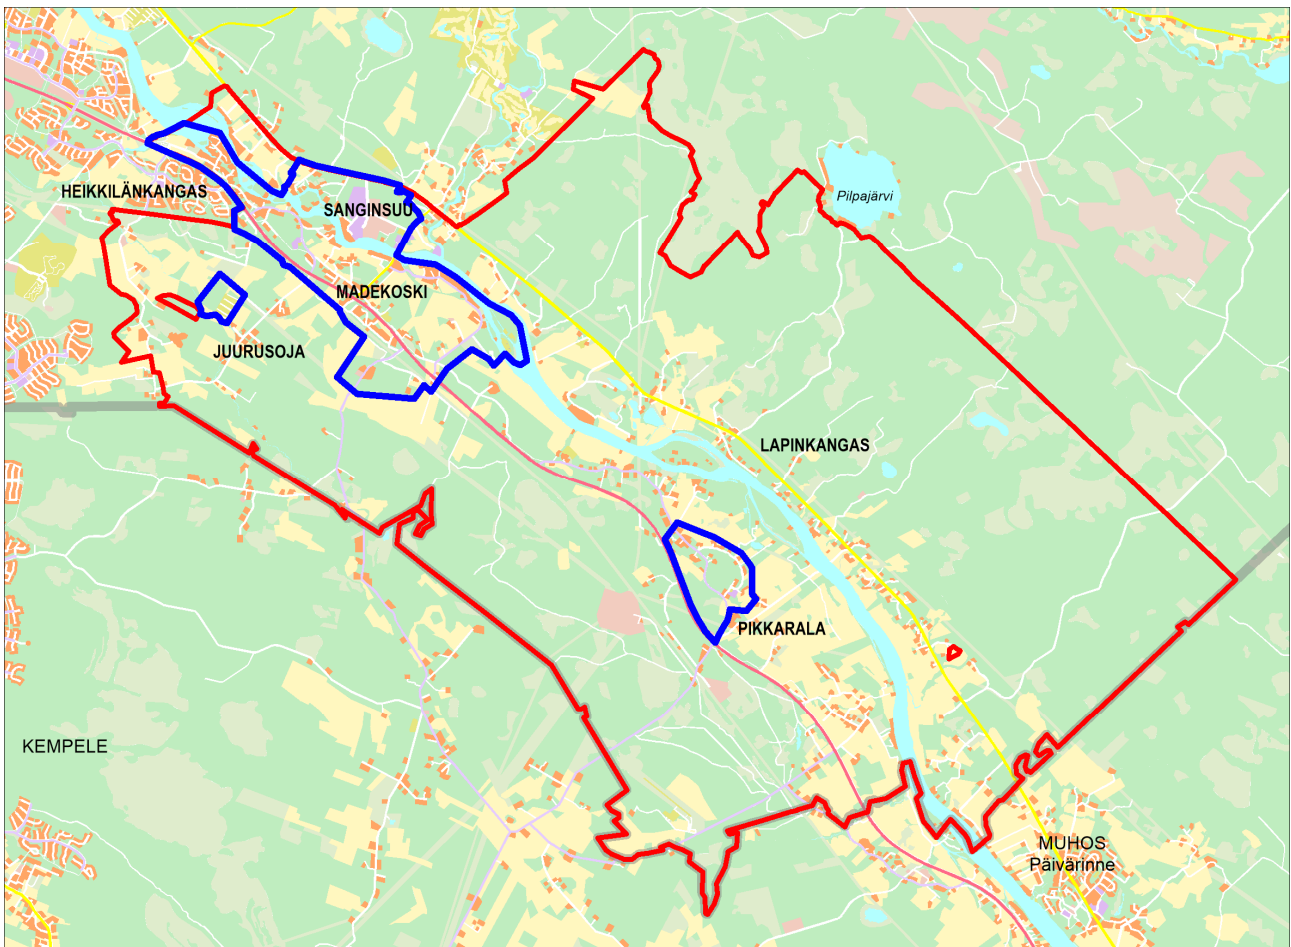 HEIKKILÄNKANGAS
Pilpajärvi
SANGINSUU
MADEKOSKI
JUURUSOJA
LAPINKANGAS
PIKKARALA
KEMPELE
MUHOS
Päivärinne